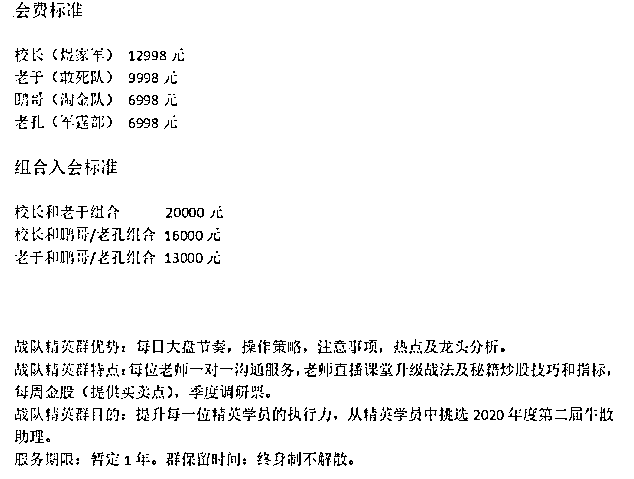 会费标准
校长（煜家军） 12998 元
老于（敢死队） 9998 元
鹏哥（淘金队） 6998 元
老孔（军霆部） 6998 元
组合入会标准
校长和老于组合 20000 元
校长和鹏哥/老孔组合 16000 元
老于和鹏哥/老孔组合 13000 元
战队精英群优势：每日大盘节奏，操作策略，注意事项，热点及龙头分析。
战队精英群特点：每位老师一对一沟通服务，老师直播课堂升级战法及秘籍炒股技巧和指标，
每周金股（提供买卖点），季度调研票。
战队精英群目的：提升每一位精英学员的执行力，从精英学员中挑选 2020 年度第二届牛散
助理。
服务期限：暂定 1 年。群保留时间：终身制不解散。